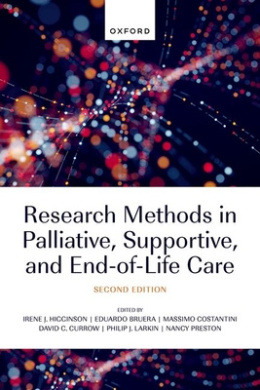 OXFORD
Research Methods in
Palliative, Supportive,
and End-of-Life Care
SECOND EDITION
EDITED BY
IRENE J. HIGGINSON | EDUARDO BRUERA | MASSIMO COSTANTINI
DAVID C. CURROW | PHILIP J. LARKIN | NANCY PRESTON